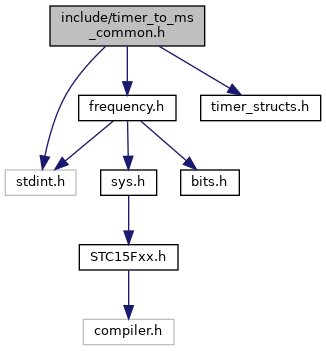 include/timer_to_ms
_common.h
frequency.h
timer_structs.h
stdint.h
sys.h
bits.h
STC15Fxx.h
compiler.h